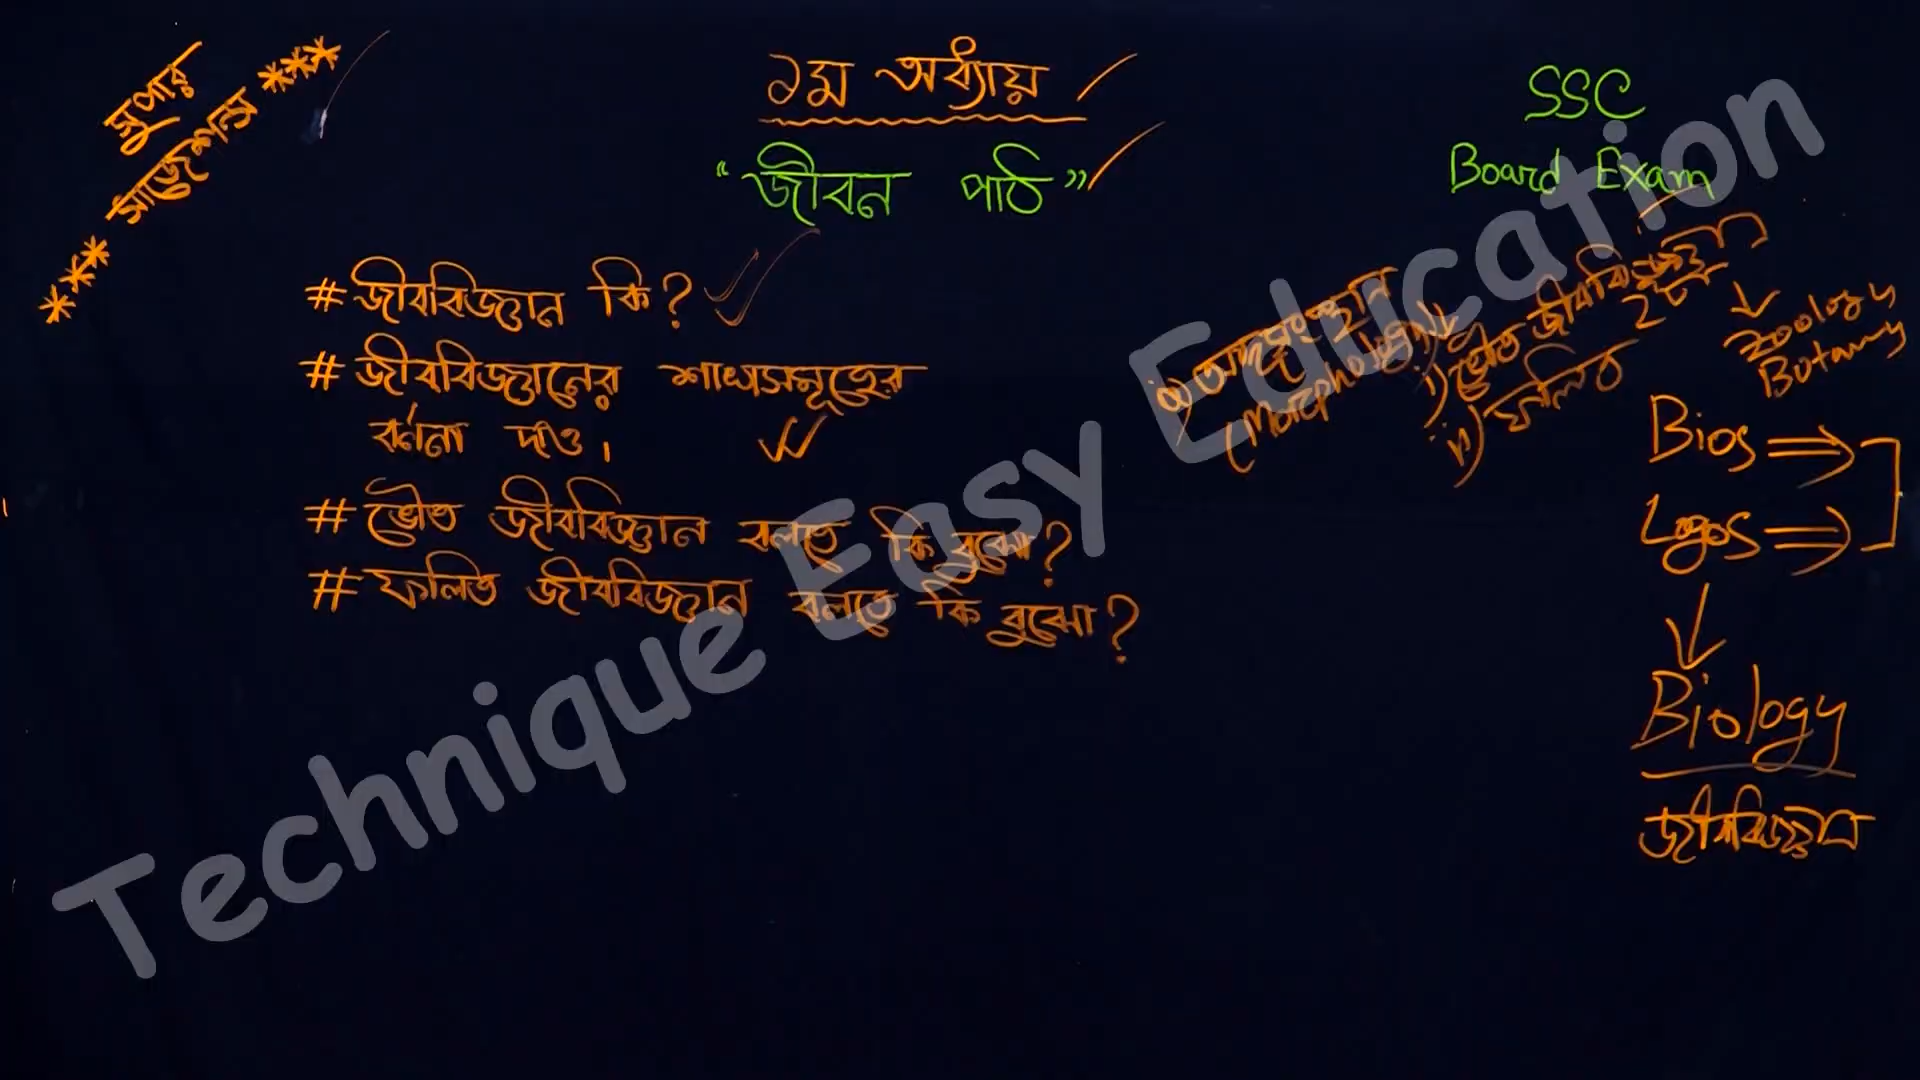 সুপার
সাজেশন্স ***
***
১ম অধ্যায়
"জীবন পাঠ"
SSC
Board Exam
# জীববিজ্ঞান কি?
# জীববিজ্ঞানের শাখাসমূহের
বর্ণনা দাও।
# ভৌত জীববিজ্ঞান বলতে কি বুঝো?
# ফলিত জীববিজ্ঞান বলতে কি বুঝো?
(Morphology)
i) ভৌত জীববিজ্ঞান
ii) ফলিত
Zoology
Botany
Bios ⇒
Logos ⇒
Biology
জীববিজ্ঞান
Technique Easy Education